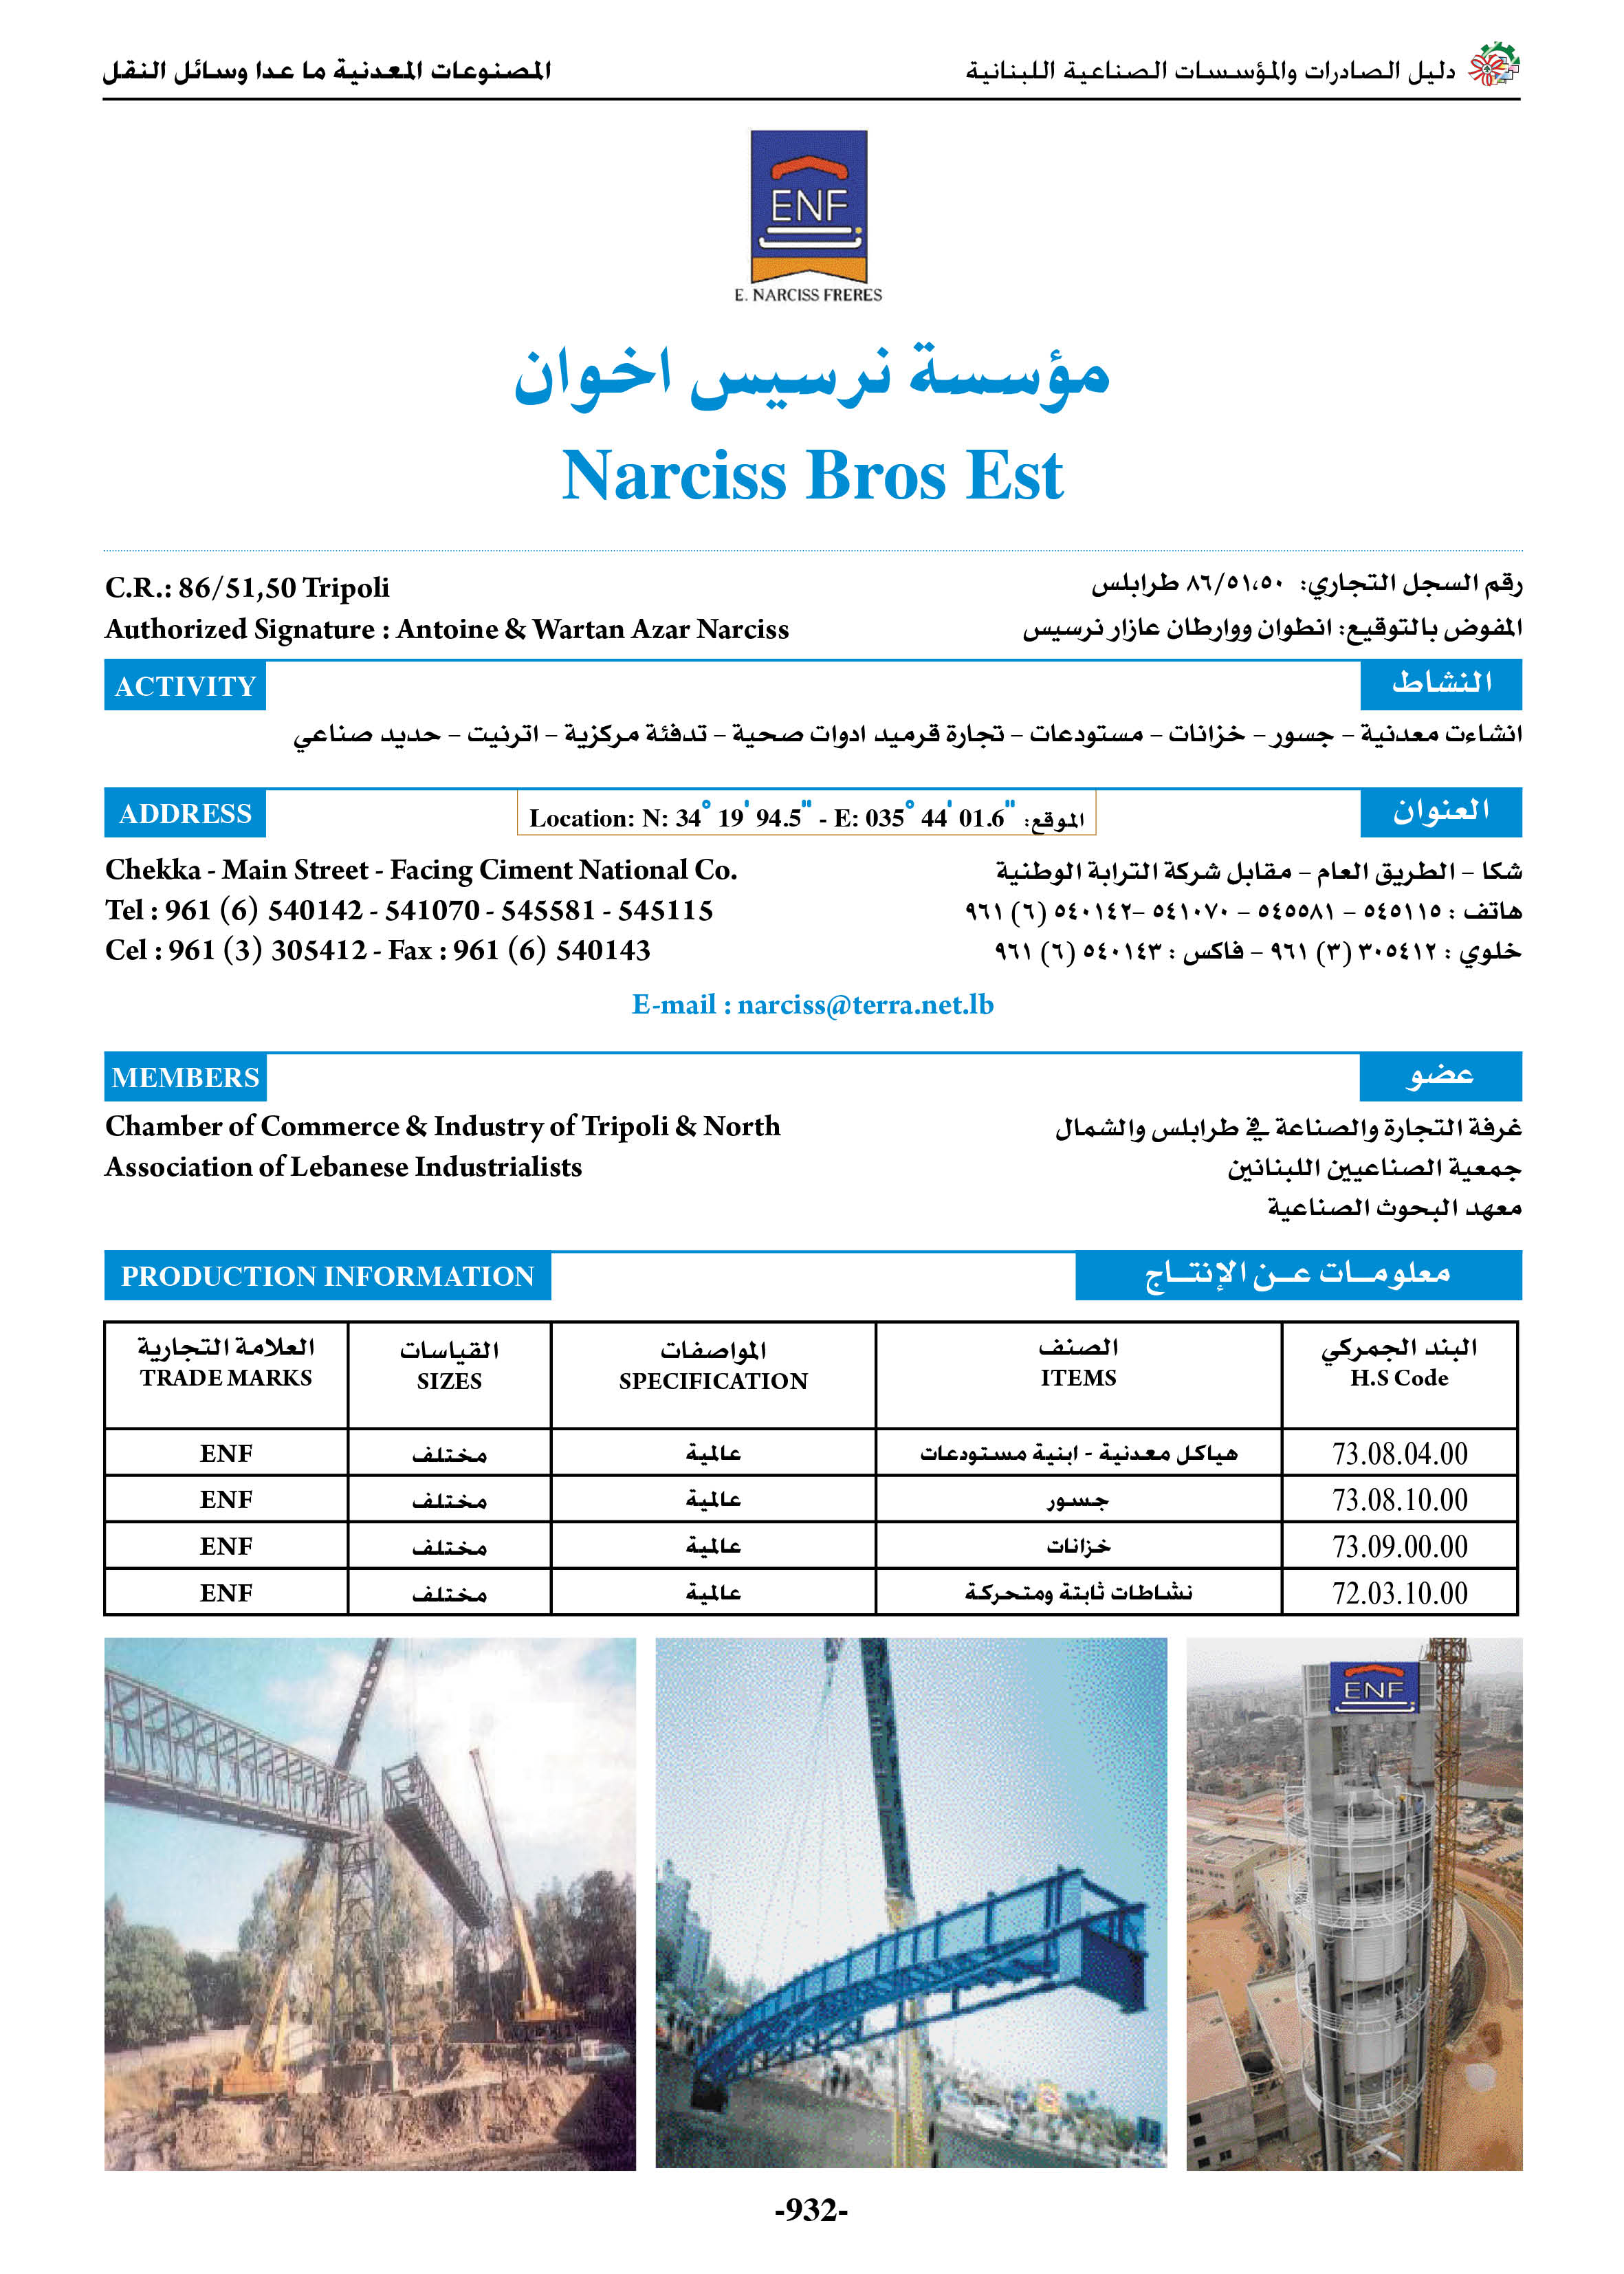 دليل الصادرات والمؤسسات الصناعية اللبنانية
المصنوعات المعدنية ما عدا وسائل النقل
ENF
E. NARCISS FRERES
مؤسسة نرسيس اخوان
Narciss Bros Est
C.R.: 86/51,50 Tripoli
رقم السجل التجاري: ٨٦/٥١،٥٠ طرابلس
Authorized Signature : Antoine & Wartan Azar Narciss
المفوض بالتوقيع: انطوان ووارطان عازار نرسيس
ACTIVITY
النشاط
انشاءت معدنية – جسور – خزانات – مستودعات – تجارة قرميد ادوات صحية – تدفئة مركزية – اترنيت – حديد صناعي
ADDRESS
Location: N: 34° 19' 94.5" - E: 035° 44' 01.6" الموقع:
العنوان
Chekka - Main Street - Facing Ciment National Co.
شكا – الطريق العام – مقابل شركة الترابة الوطنية
Tel : 961 (6) 540142 - 541070 - 545581 - 545115
هاتف : ٥٤٥١١٥ – ٥٤٥٥٨١ – ٥٤١٠٧٠ –٥٤٠١٤٢ (٦) ٩٦١
Cel : 961 (3) 305412 - Fax : 961 (6) 540143
خلوي : ٣٠٥٤١٢ (٣) ٩٦١ – فاكس : ٥٤٠١٤٣ (٦) ٩٦١
E-mail : narciss@terra.net.lb
MEMBERS
عضو
Chamber of Commerce & Industry of Tripoli & North
غرفة التجارة والصناعة في طرابلس والشمال
Association of Lebanese Industrialists
جمعية الصناعيين اللبنانين
معهد البحوث الصناعية
PRODUCTION INFORMATION
معلومات عن الإنتاج
العلامة التجارية القياسات المواصفات الصنف البند الجمركي
TRADE MARKS SIZES SPECIFICATION ITEMS H.S Code
ENF مختلف عالية هياكل معدنية - ابنية مستودعات 73.08.04.00
ENF مختلف عالية جسور 73.08.10.00
ENF مختلف عالية خزانات 73.09.00.00
ENF مختلف عالية نشاطات ثابتة ومتحركة 72.03.10.00
ENF
-932-